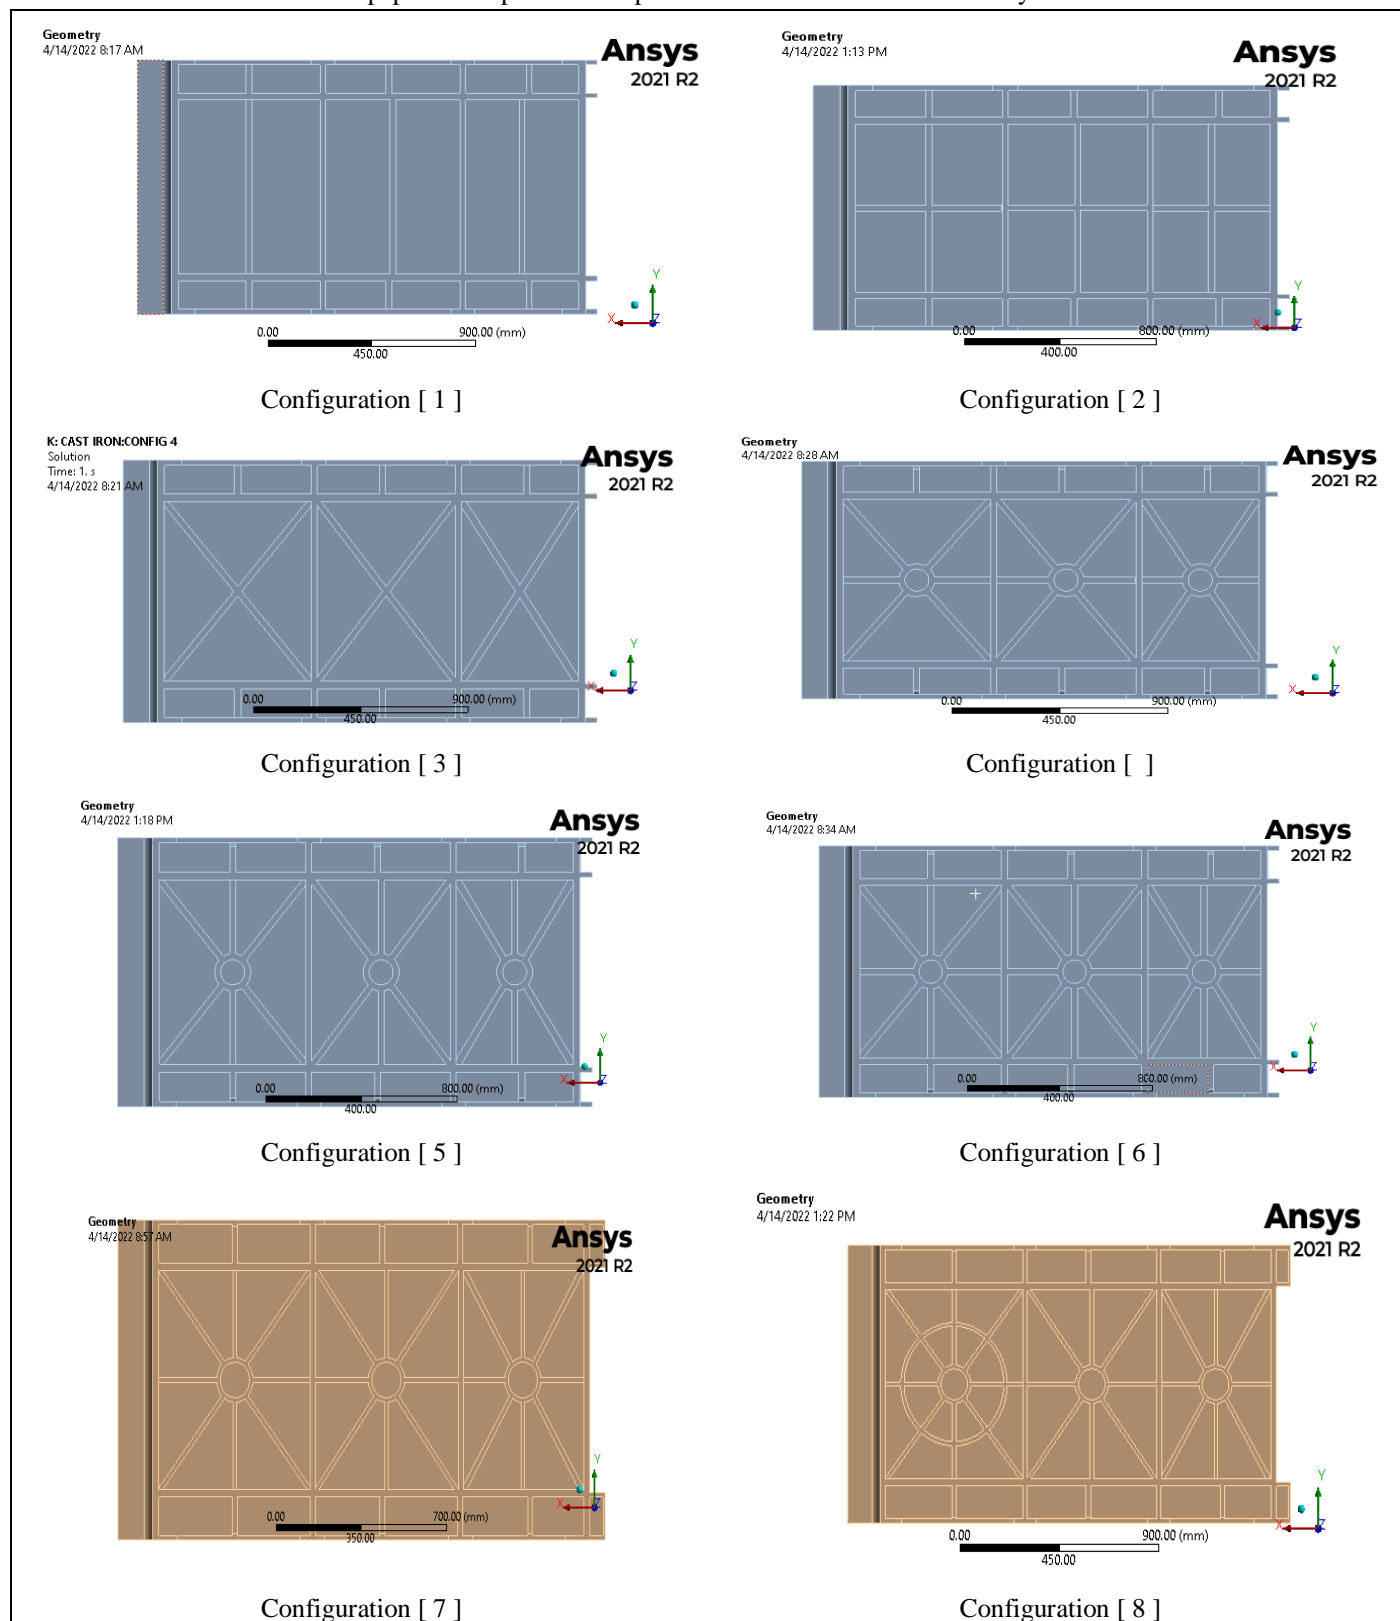 Geometry
4/14/2022 8:17 AM
Ansys
2021 R2
Y
X
Z
0.00
900.00 (mm)
450.00
Configuration [ 1 ]
Geometry
4/14/2022 1:13 PM
Ansys
2021 R2
Y
X
Z
0.00
800.00 (mm)
400.00
Configuration [ 2 ]
K: CAST IRON:CONFIG 4
Solution
Time: 1. s
4/14/2022 8:21 AM
Ansys
2021 R2
Y
X
Z
0.00
900.00 (mm)
450.00
Configuration [ 3 ]
Geometry
4/14/2022 8:28 AM
Ansys
2021 R2
Y
X
Z
0.00
900.00 (mm)
450.00
Configuration [  ]
Geometry
4/14/2022 1:18 PM
Ansys
2021 R2
Y
X
Z
0.00
800.00 (mm)
400.00
Configuration [ 5 ]
Geometry
4/14/2022 8:34 AM
Ansys
2021 R2
Y
X
Z
0.00
800.00 (mm)
400.00
Configuration [ 6 ]
Geometry
4/14/2022 8:57 AM
Ansys
2021 R2
Y
X
Z
0.00
700.00 (mm)
350.00
Configuration [ 7 ]
Geometry
4/14/2022 1:22 PM
Ansys
2021 R2
Y
X
Z
0.00
900.00 (mm)
450.00
Configuration [ 8 ]